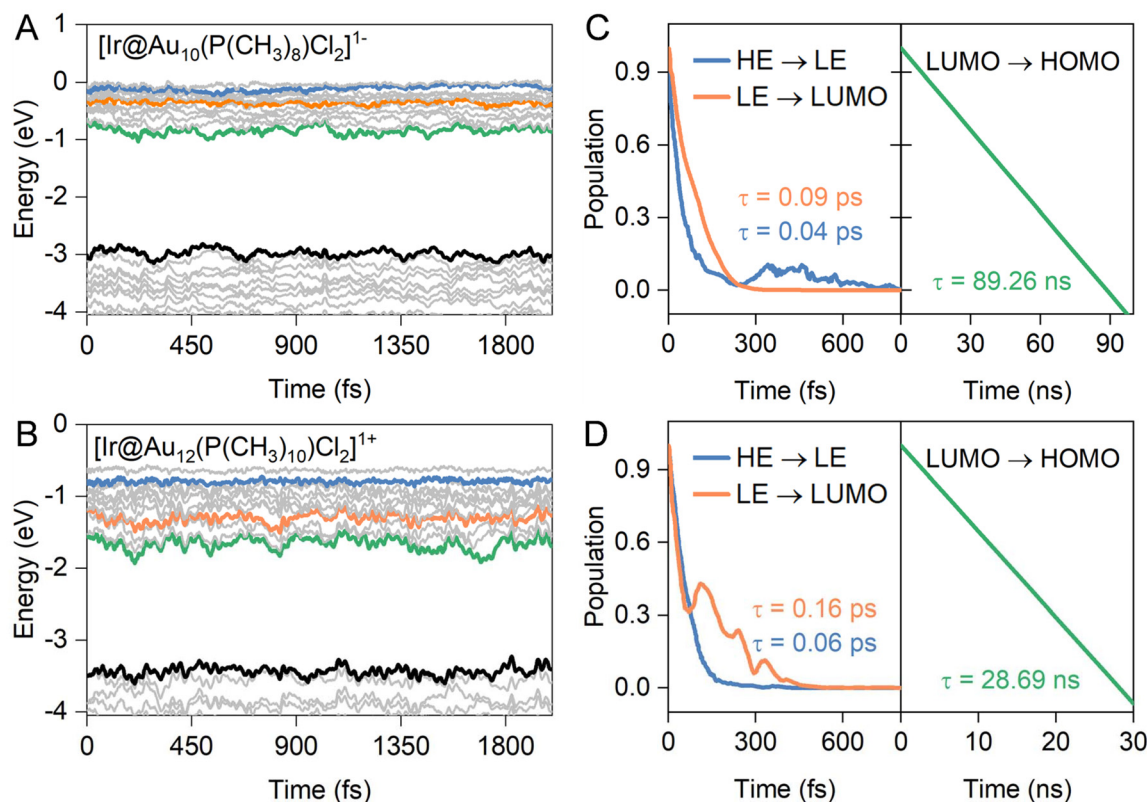 A
[Ir@Au10(P(CH3)8)Cl2]1-
1
0
-1
-2
-3
-4
Energy (eV)
0 450 900 1350 1800
Time (fs)
B
[Ir@Au12(P(CH3)10)Cl2]1+
0
-1
-2
-3
-4
Energy (eV)
0 450 900 1350 1800
Time (fs)
C
HE → LE
LE → LUMO
τ = 0.09 ps
τ = 0.04 ps
0.9
0.6
0.3
0.0
Population
0 300 600
Time (fs)
LUMO → HOMO
τ = 89.26 ns
0 30 60 90
Time (ns)
D
HE → LE
LE → LUMO
τ = 0.16 ps
τ = 0.06 ps
0.9
0.6
0.3
0.0
Population
0 300 600
Time (fs)
LUMO → HOMO
τ = 28.69 ns
0 10 20 30
Time (ns)